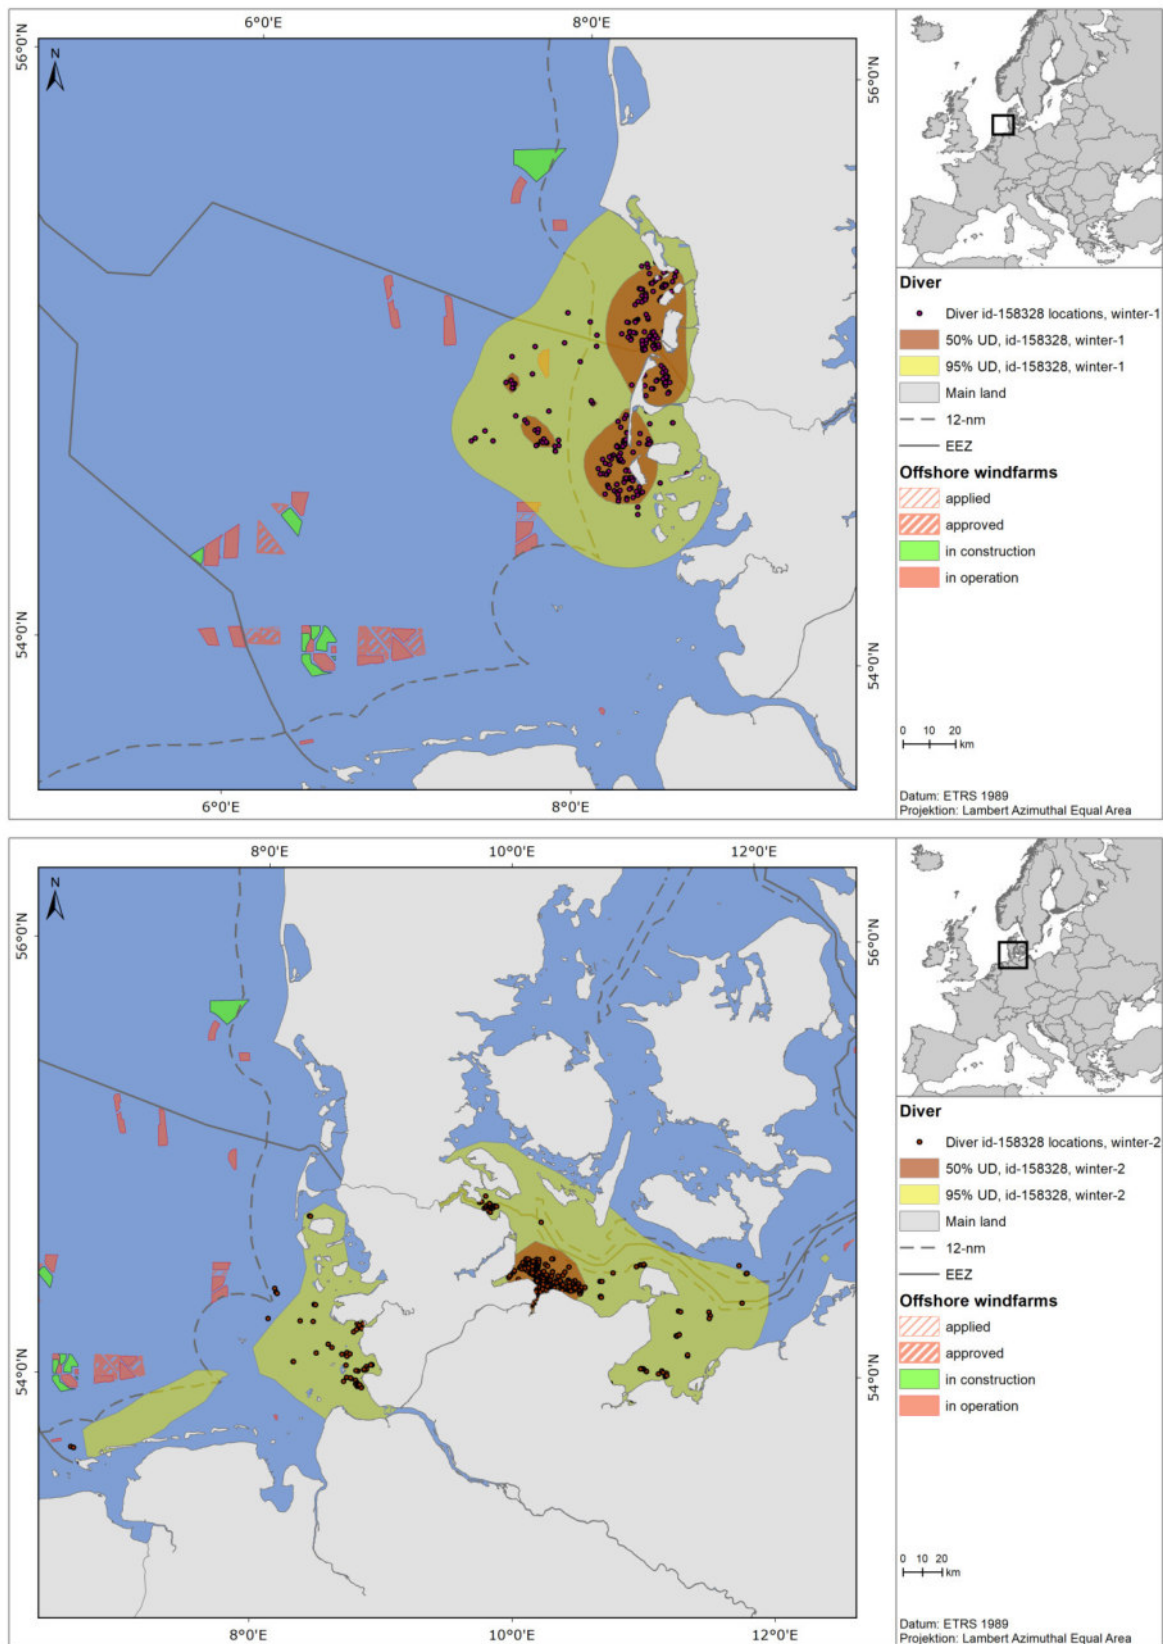 6°0'E 8°0'E
56°0'N
N
56°0'N
54°0'N
54°0'N
6°0'E 8°0'E
Diver
Diver id-158328 locations, winter-1
50% UD, id-158328, winter-1
95% UD, id-158328, winter-1
Main land
12-nm
EEZ
Offshore windfarms
applied
approved
in construction
in operation
0 10 20
km
Datum: ETRS 1989
Projektion: Lambert Azimuthal Equal Area
8°0'E 10°0'E 12°0'E
N
56°0'N
56°0'N
54°0'N
54°0'N
8°0'E 10°0'E 12°0'E
Diver
Diver id-158328 locations, winter-2
50% UD, id-158328, winter-2
95% UD, id-158328, winter-2
Main land
12-nm
EEZ
Offshore windfarms
applied
approved
in construction
in operation
0 10 20
km
Datum: ETRS 1989
Projektion: Lambert Azimuthal Equal Area